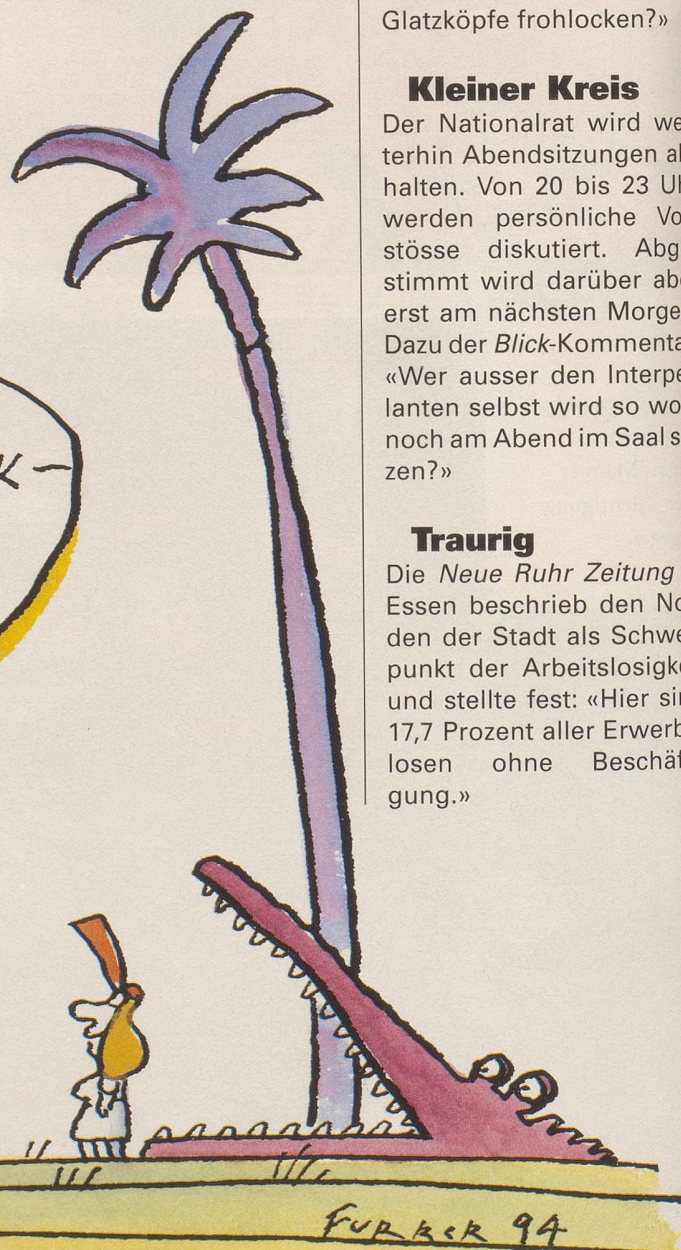 Glatzköpfe frohlocken?»
Kleiner Kreis
Der Nationalrat wird we
terhin Abendsitzungen a
halten. Von 20 bis 23 Uh
werden persönliche Vo
stösse diskutiert. Abg
stimmt wird darüber abe
erst am nächsten Morge
Dazu der Blick-Kommenta
«Wer ausser den Interpe
lanten selbst wird so wo
noch am Abend im Saal s
zen?»
Traurig
Die Neue Ruhr Zeitung
Essen beschrieb den No
den der Stadt als Schwe
punkt der Arbeitslosigke
und stellte fest: «Hier sin
17,7 Prozent aller Erwerb
losen ohne Beschäf
gung.»
K –
FURRER 94